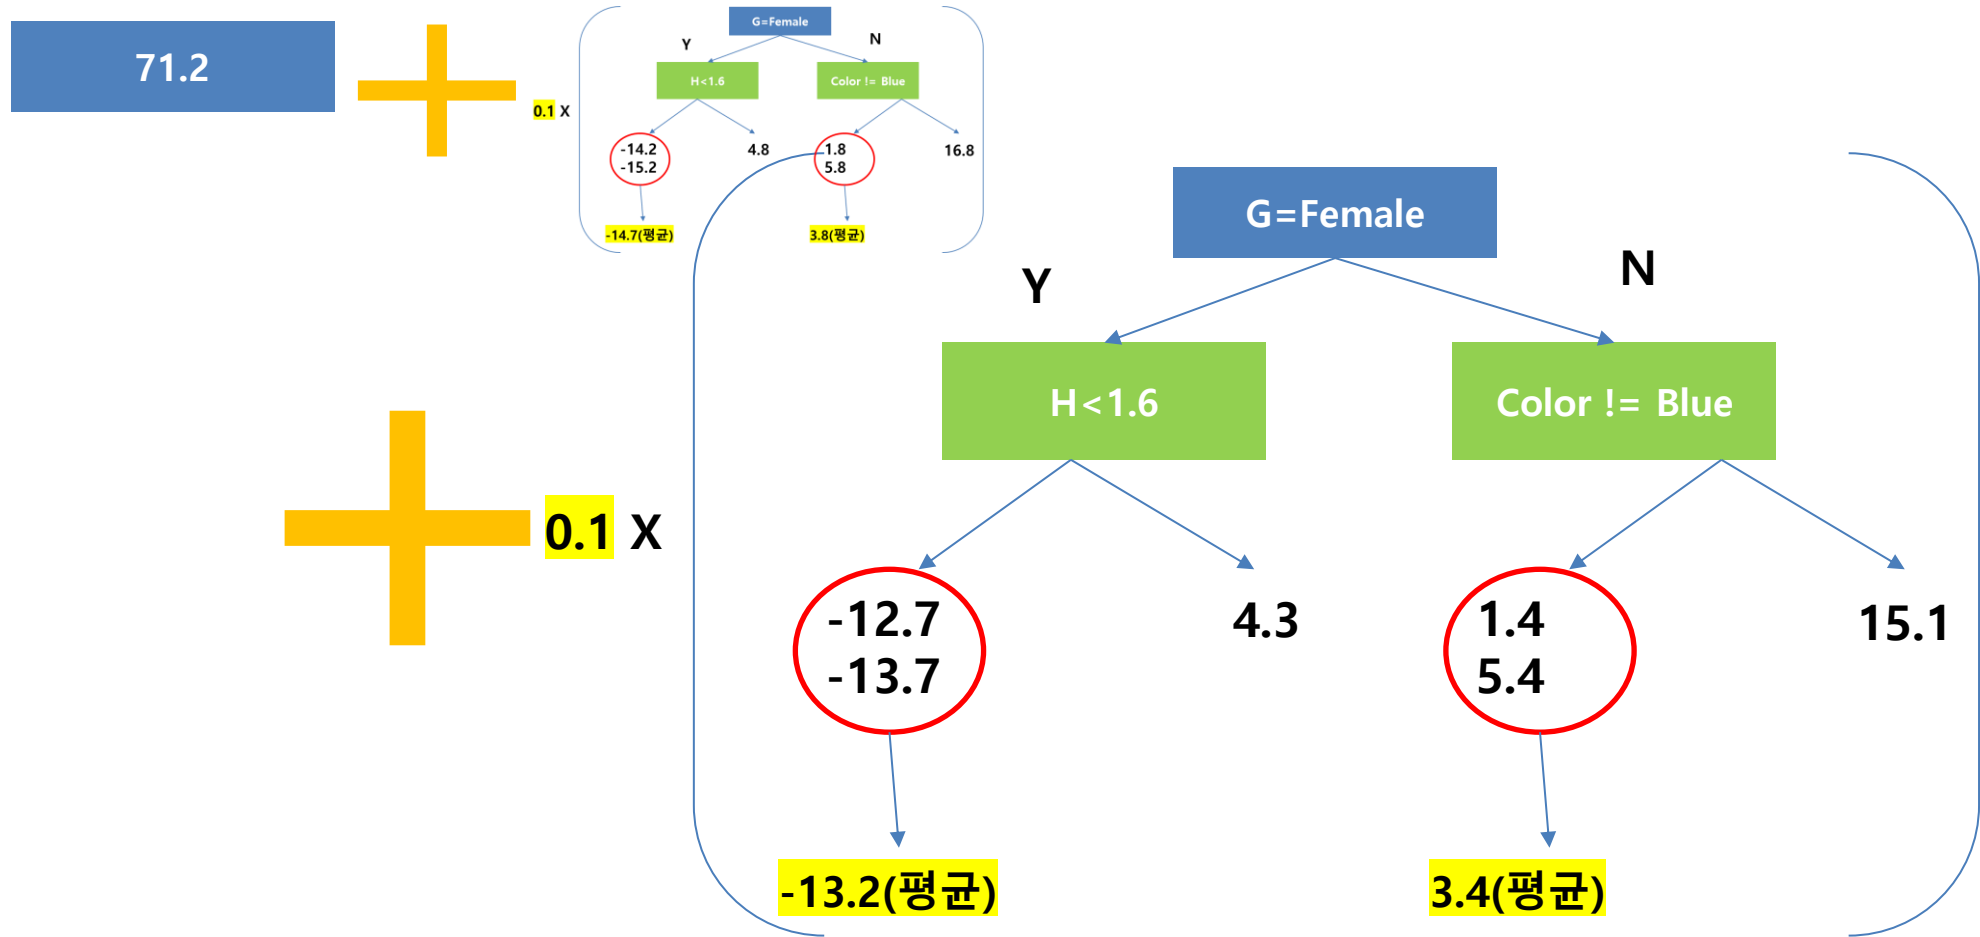 71.2
0.1 X
G=Female
Y
N
H<1.6
Color != Blue
-14.2
-15.2
4.8
1.8
5.8
16.8
-14.7(평균)
3.8(평균)
0.1 X
G=Female
Y
N
H<1.6
Color != Blue
-12.7
-13.7
4.3
1.4
5.4
15.1
-13.2(평균)
3.4(평균)